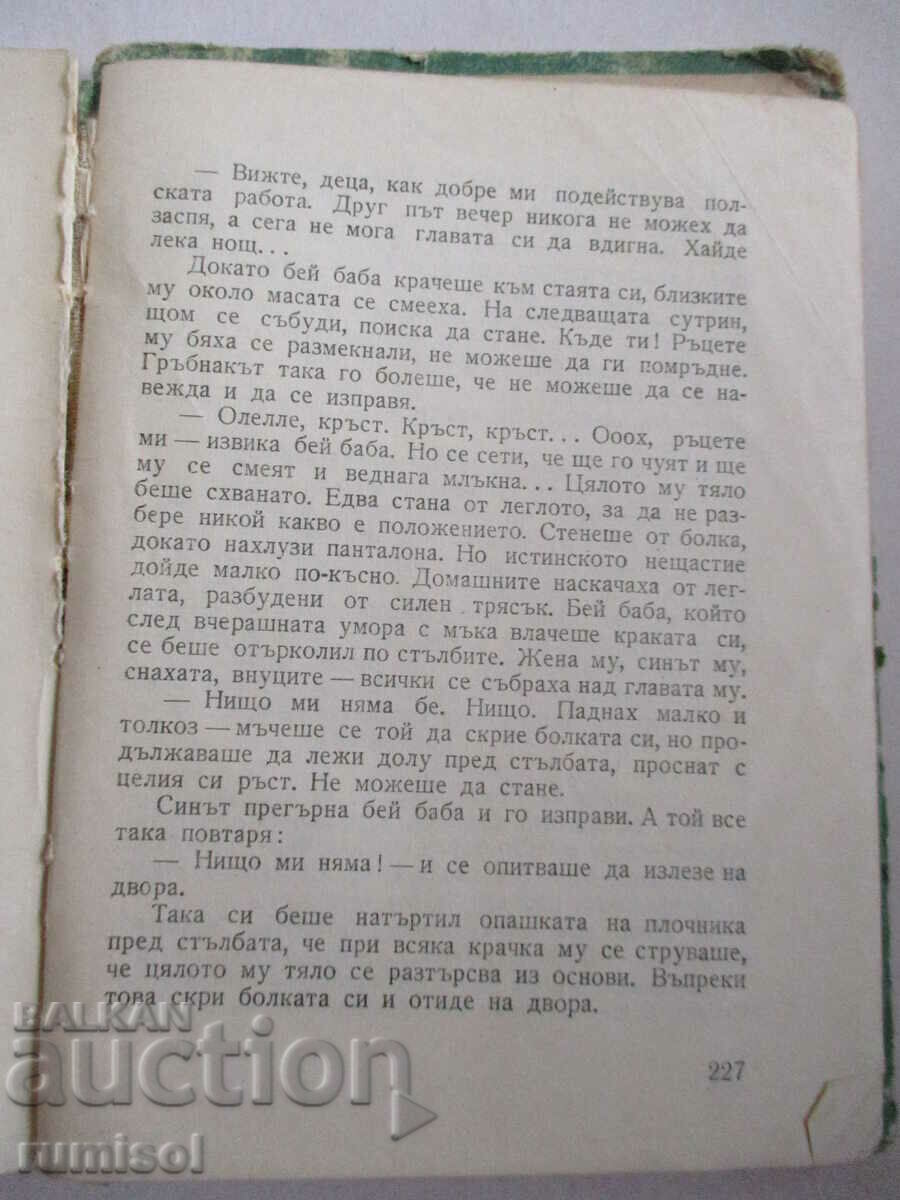 — Вижте, деца, как добре ми подействува пол-
ската работа. Друг път вечер никога не можех да
заспя, а сега не мога главата си да вдигна. Хайде
лека нощ...
Докато бей баба крачеше към стаята си, близките
му около масата се смееха. На следващата сутрин,
щом се събуди, поиска да стане. Къде ти! Ръцете
му бяха се размекнали, не можеше да ги помръдне.
Гръбнакът така го болеше, че не можеше да се на-
вежда и да се изправя.
— Олелле, кръст. Кръст, кръст... Ооох, ръцете
ми — извика бей баба. Но се сети, че ще го чуят и ще
му се смеят и веднага млъкна... Цялото му тяло
беше схванато. Едва стана от леглото, за да не раз-
бере никой какво е положението. Стенеше от болка,
докато нахлузи панталона. Но истинското нещастие
дойде малко по-късно. Домашните наскачаха от лег-
лата, разбудени от силен трясък. Бей баба, който
след вчерашната умора с мъка влачеше краката си,
се беше отърколил по стълбите. Жена му, синът му,
снахата, внуците — всички се събраха над главата му.
— Нищо ми няма бе. Нищо. Паднах малко и
толкоз — мъчеше се той да скрие болката си, но про-
дължаваше да лежи долу пред стълбата, проснат с
целия си ръст. Не можеше да стане.
Синът прегърна бей баба и го изправи. А той все
така повтаря:
— Нищо ми няма! — и се опитваше да излезе на
двора.
Така си беше натъртил опашката на плочника
пред стълбата, че при всяка крачка му се струваше,
че цялото му тяло се разтърсва из основи. Въпреки
това скри болката си и отиде на двора.
227
BALKAN
auction
rumisol